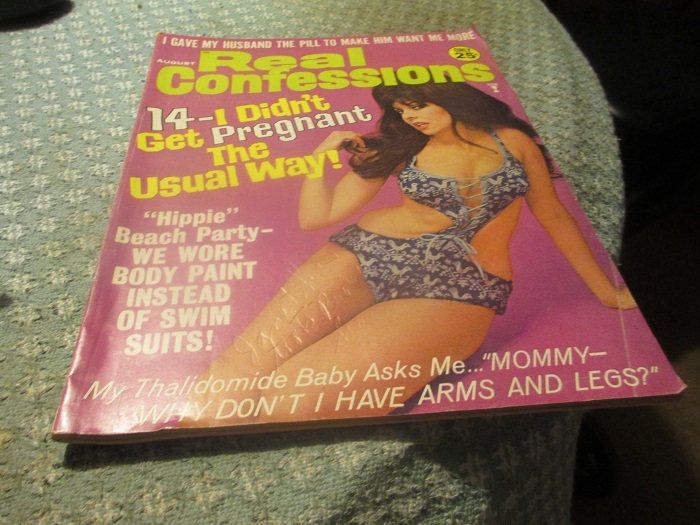 I GAVE MY HUSBAND THE PILL TO MAKE HIM WANT ME MORE
AUGUST
Real
Confessions
25¢
14-I Didn't
Get Pregnant
The
Usual Way!
"Hippie"
Beach Party-
WE WORE
BODY PAINT
INSTEAD
OF SWIM
SUITS!
My Thalidomide Baby Asks Me..."MOMMY—
WHY DON'T I HAVE ARMS AND LEGS?"